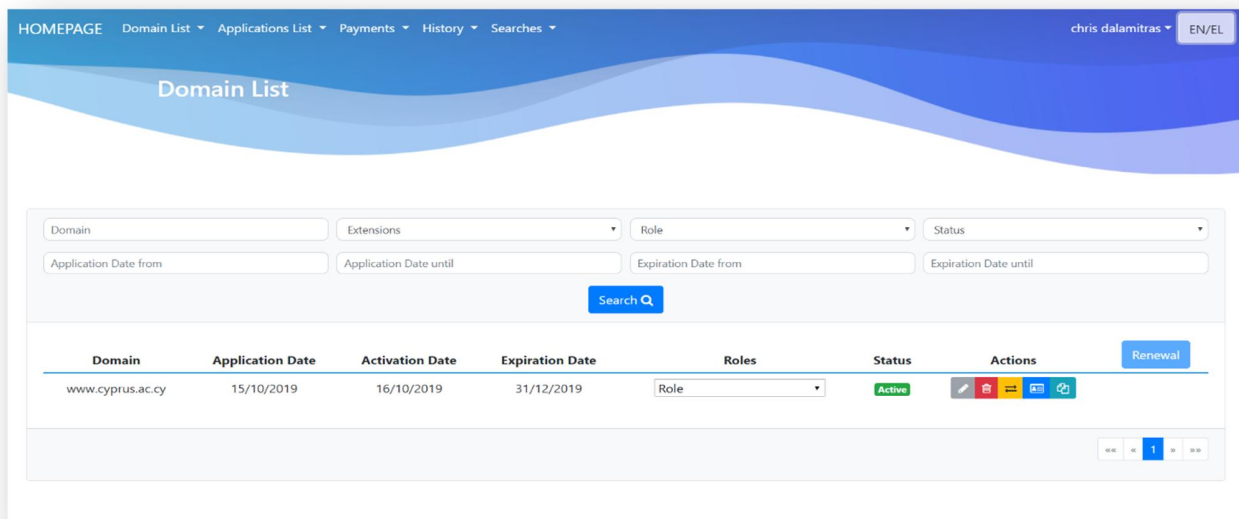 HOMEPAGE Domain List Applications List Payments History Searches chris dalamitras EN/EL
Domain List
Domain Extensions Role Status
Application Date from Application Date until Expiration Date from Expiration Date until
Search
Domain Application Date Activation Date Expiration Date Roles Status Actions Renewal
www.cyprus.ac.cy 15/10/2019 16/10/2019 31/12/2019 Role Active
«« « 1 » »»